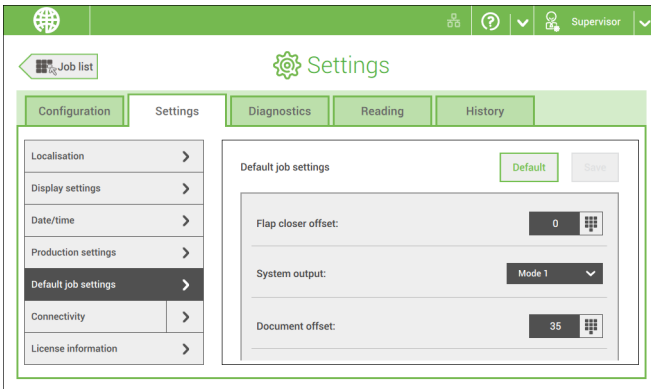 Supervisor
Job list
Settings
Configuration
Settings
Diagnostics
Reading
History
Localisation
Display settings
Date/time
Production settings
Default job settings
Connectivity
License information
Default job settings
Default
Save
Flap closer offset:
0
System output:
Mode 1
Document offset:
35